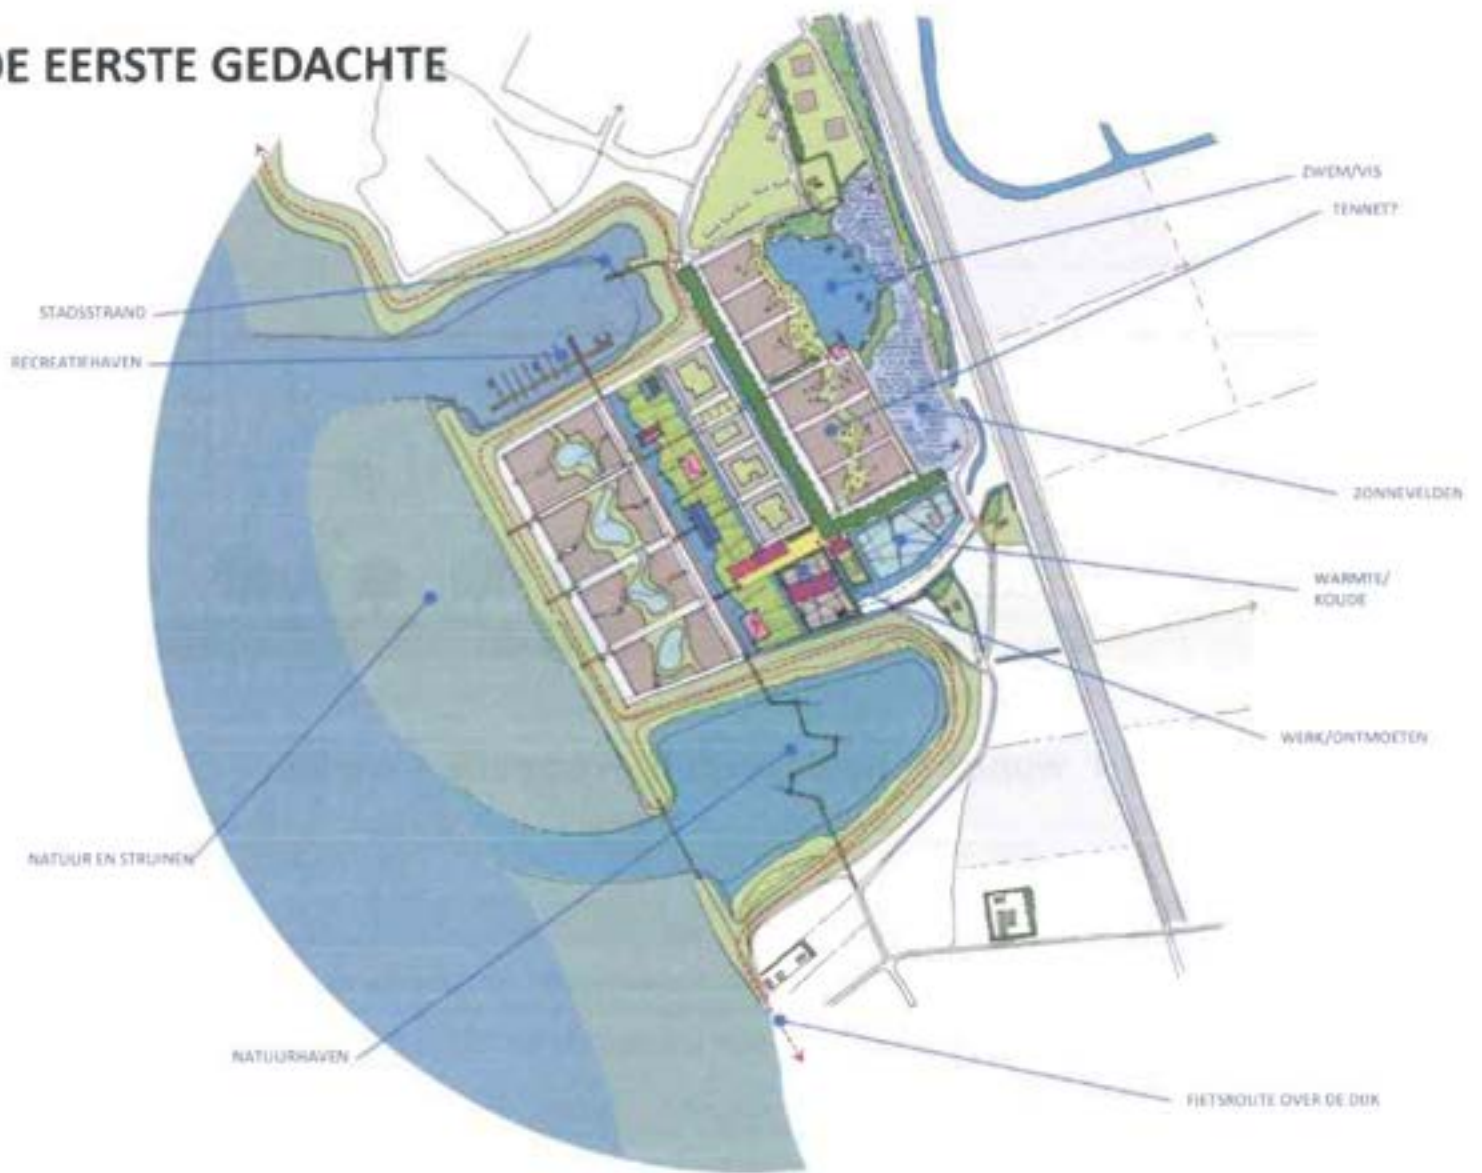 DE EERSTE GEDACHTE
ZWEM/VIS
TENNET?
STADSSTRAND
RECREATIEHAVEN
ZONNEVELDEN
WARMTE/
KOUDE
WERK/ONTMOETEN
NATUUR EN STRUINEN
NATUURHAVEN
FIETSROUTE OVER DE DIJK